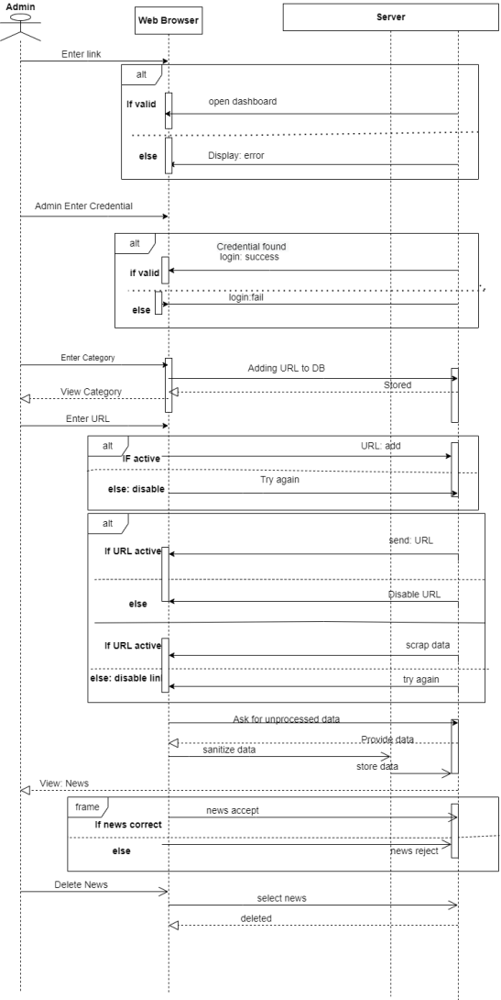 Admin
Web Browser
Server
Enter link
alt
If valid
open dashboard
else
Display: error
Admin Enter Credential
alt
Credential found
login: success
if valid
login:fail
else
Enter Category
Adding URL to DB
Stored
View Category
Enter URL
alt
URL: add
IF active
Try again
else: disable
alt
send: URL
If URL active
Disable URL
else
If URL active
scrap data
else: disable lin
try again
Ask for unprocessed data
Provide data
sanitize data
store data
View: News
frame
news accept
If news correct
else
news reject
Delete News
select news
deleted